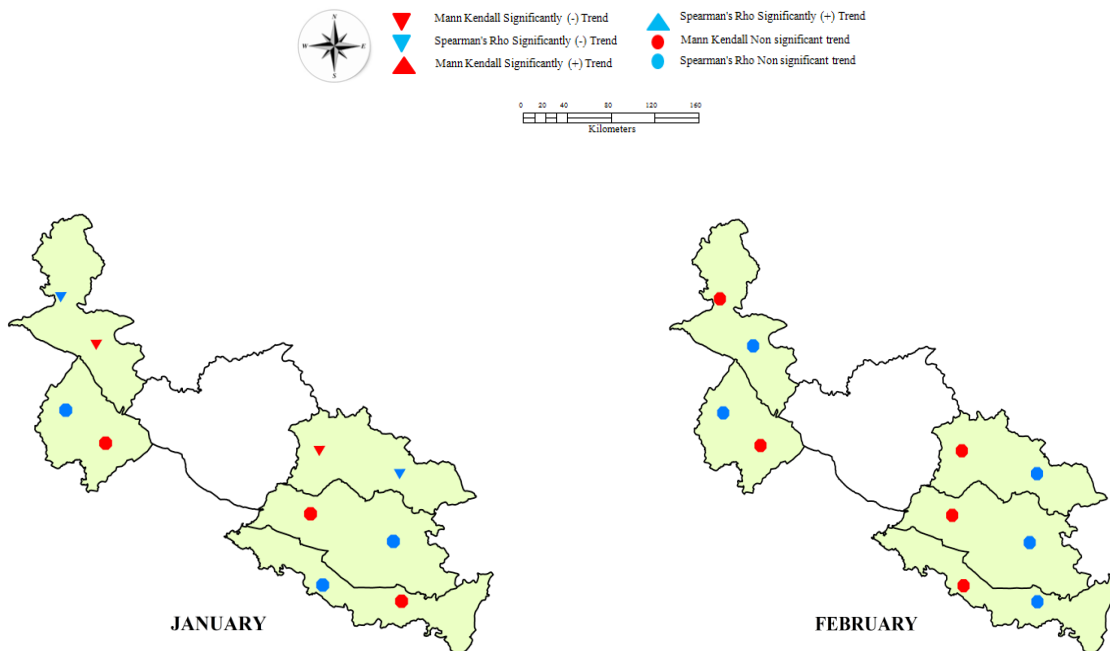 N
W
E
S
Mann Kendall Significantly (-) Trend
Spearman's Rho Significantly (-) Trend
Mann Kendall Significantly (+) Trend
Spearman's Rho Significantly (+) Trend
Mann Kendall Non significant trend
Spearman's Rho Non significant trend
0 20 40 80 120 160
Kilometers
JANUARY
FEBRUARY